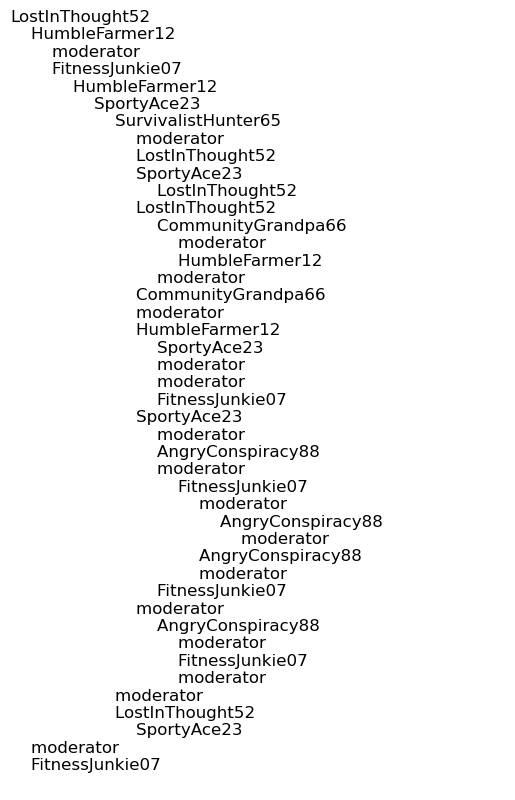 LostInThought52
HumbleFarmer12
moderator
FitnessJunkie07
HumbleFarmer12
SportyAce23
SurvivalistHunter65
moderator
LostInThought52
SportyAce23
LostInThought52
LostInThought52
CommunityGrandpa66
moderator
HumbleFarmer12
moderator
CommunityGrandpa66
moderator
HumbleFarmer12
SportyAce23
moderator
moderator
FitnessJunkie07
SportyAce23
moderator
AngryConspiracy88
moderator
FitnessJunkie07
moderator
AngryConspiracy88
moderator
AngryConspiracy88
moderator
FitnessJunkie07
moderator
AngryConspiracy88
moderator
FitnessJunkie07
moderator
moderator
LostInThought52
SportyAce23
moderator
FitnessJunkie07